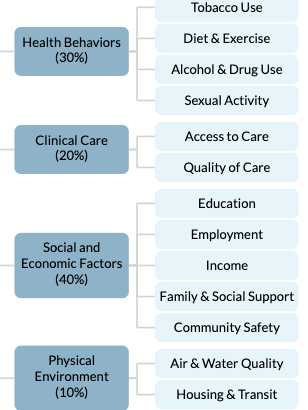 Tobacco Use
Health Behaviors
(30%)
Diet & Exercise
Alcohol & Drug Use
Sexual Activity
Clinical Care
(20%)
Access to Care
Quality of Care
Social and
Economic Factors
(40%)
Education
Employment
Income
Family & Social Support
Community Safety
Physical
Environment
(10%)
Air & Water Quality
Housing & Transit